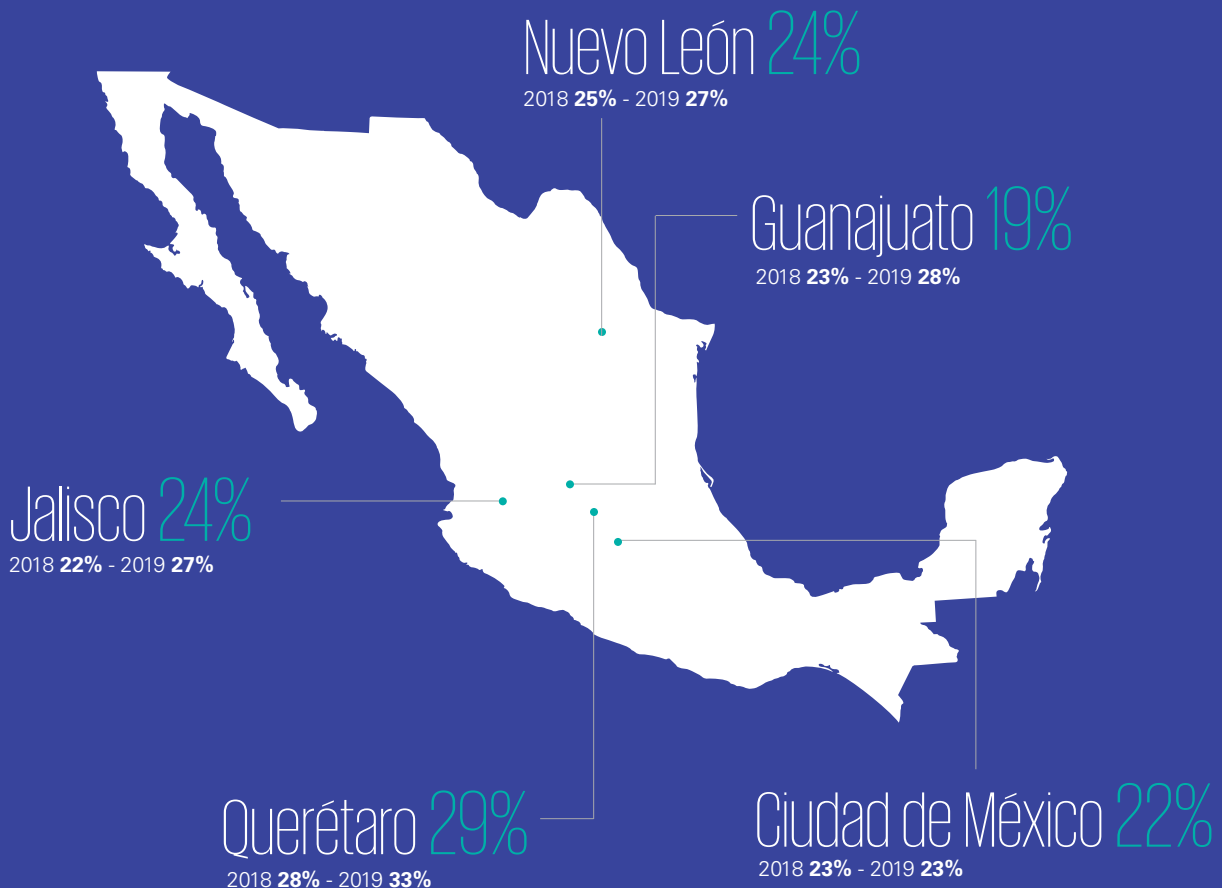 Nuevo León 24%
2018 25% - 2019 27%
Guanajuato 19%
2018 23% - 2019 28%
Jalisco 24%
2018 22% - 2019 27%
Querétaro 29%
2018 28% - 2019 33%
Ciudad de México 22%
2018 23% - 2019 23%